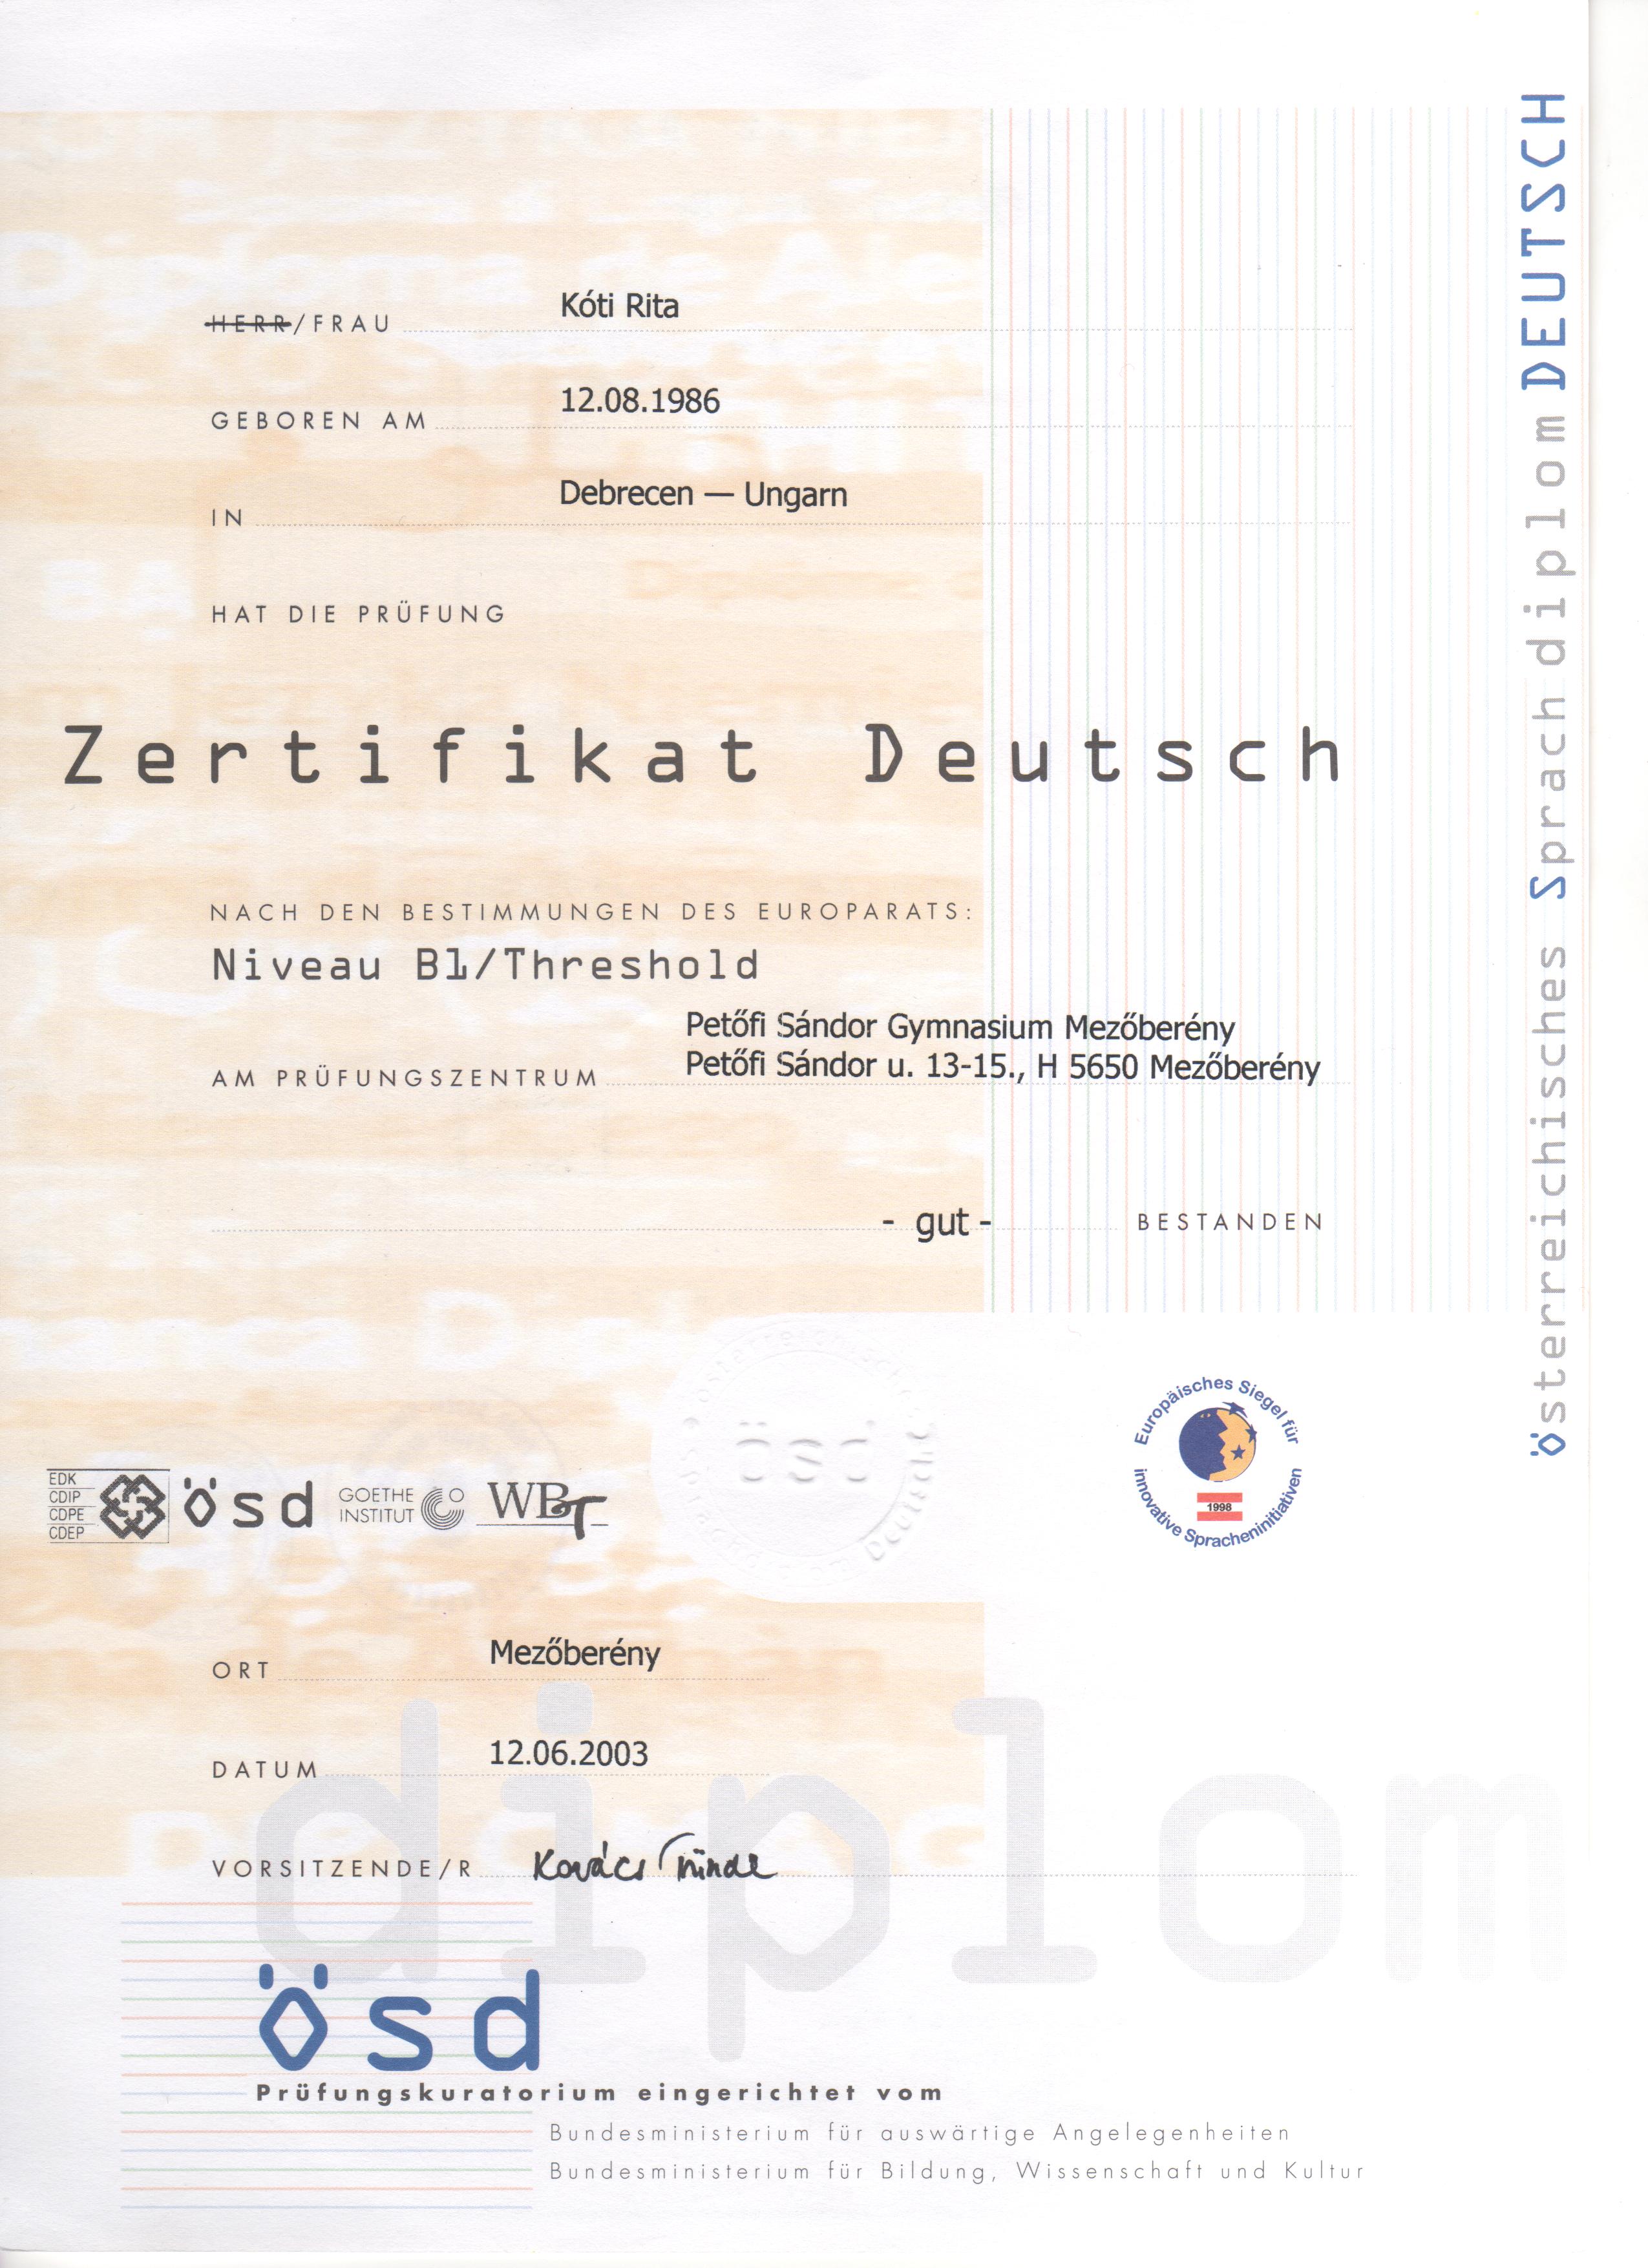 HERR/FRAU Kóti Rita
GEBOREN AM 12.08.1986
IN Debrecen — Ungarn
HAT DIE PRÜFUNG
Zertifikat Deutsch
NACH DEN BESTIMMUNGEN DES EUROPARATS:
Niveau B1/Threshold
Petőfi Sándor Gymnasium Mezőberény
AM PRÜFUNGSZENTRUM Petőfi Sándor u. 13-15., H 5650 Mezőberény
- gut - BESTANDEN
ösd
Europäisches Siegel für
innovative Spracheninitiativen
1998
EDK
CDIP
CDPE
CDEP
ösd
GOETHE
INSTITUT
WBT
ORT Mezőberény
DATUM 12.06.2003
VORSITZENDE/R Kovács Tünde
diplom
ösd
Prüfungskuratorium eingerichtet vom
Bundesministerium für auswärtige Angelegenheiten
Bundesministerium für Bildung, Wissenschaft und Kultur
österreichisches Sprachdiplom DEUTSCH